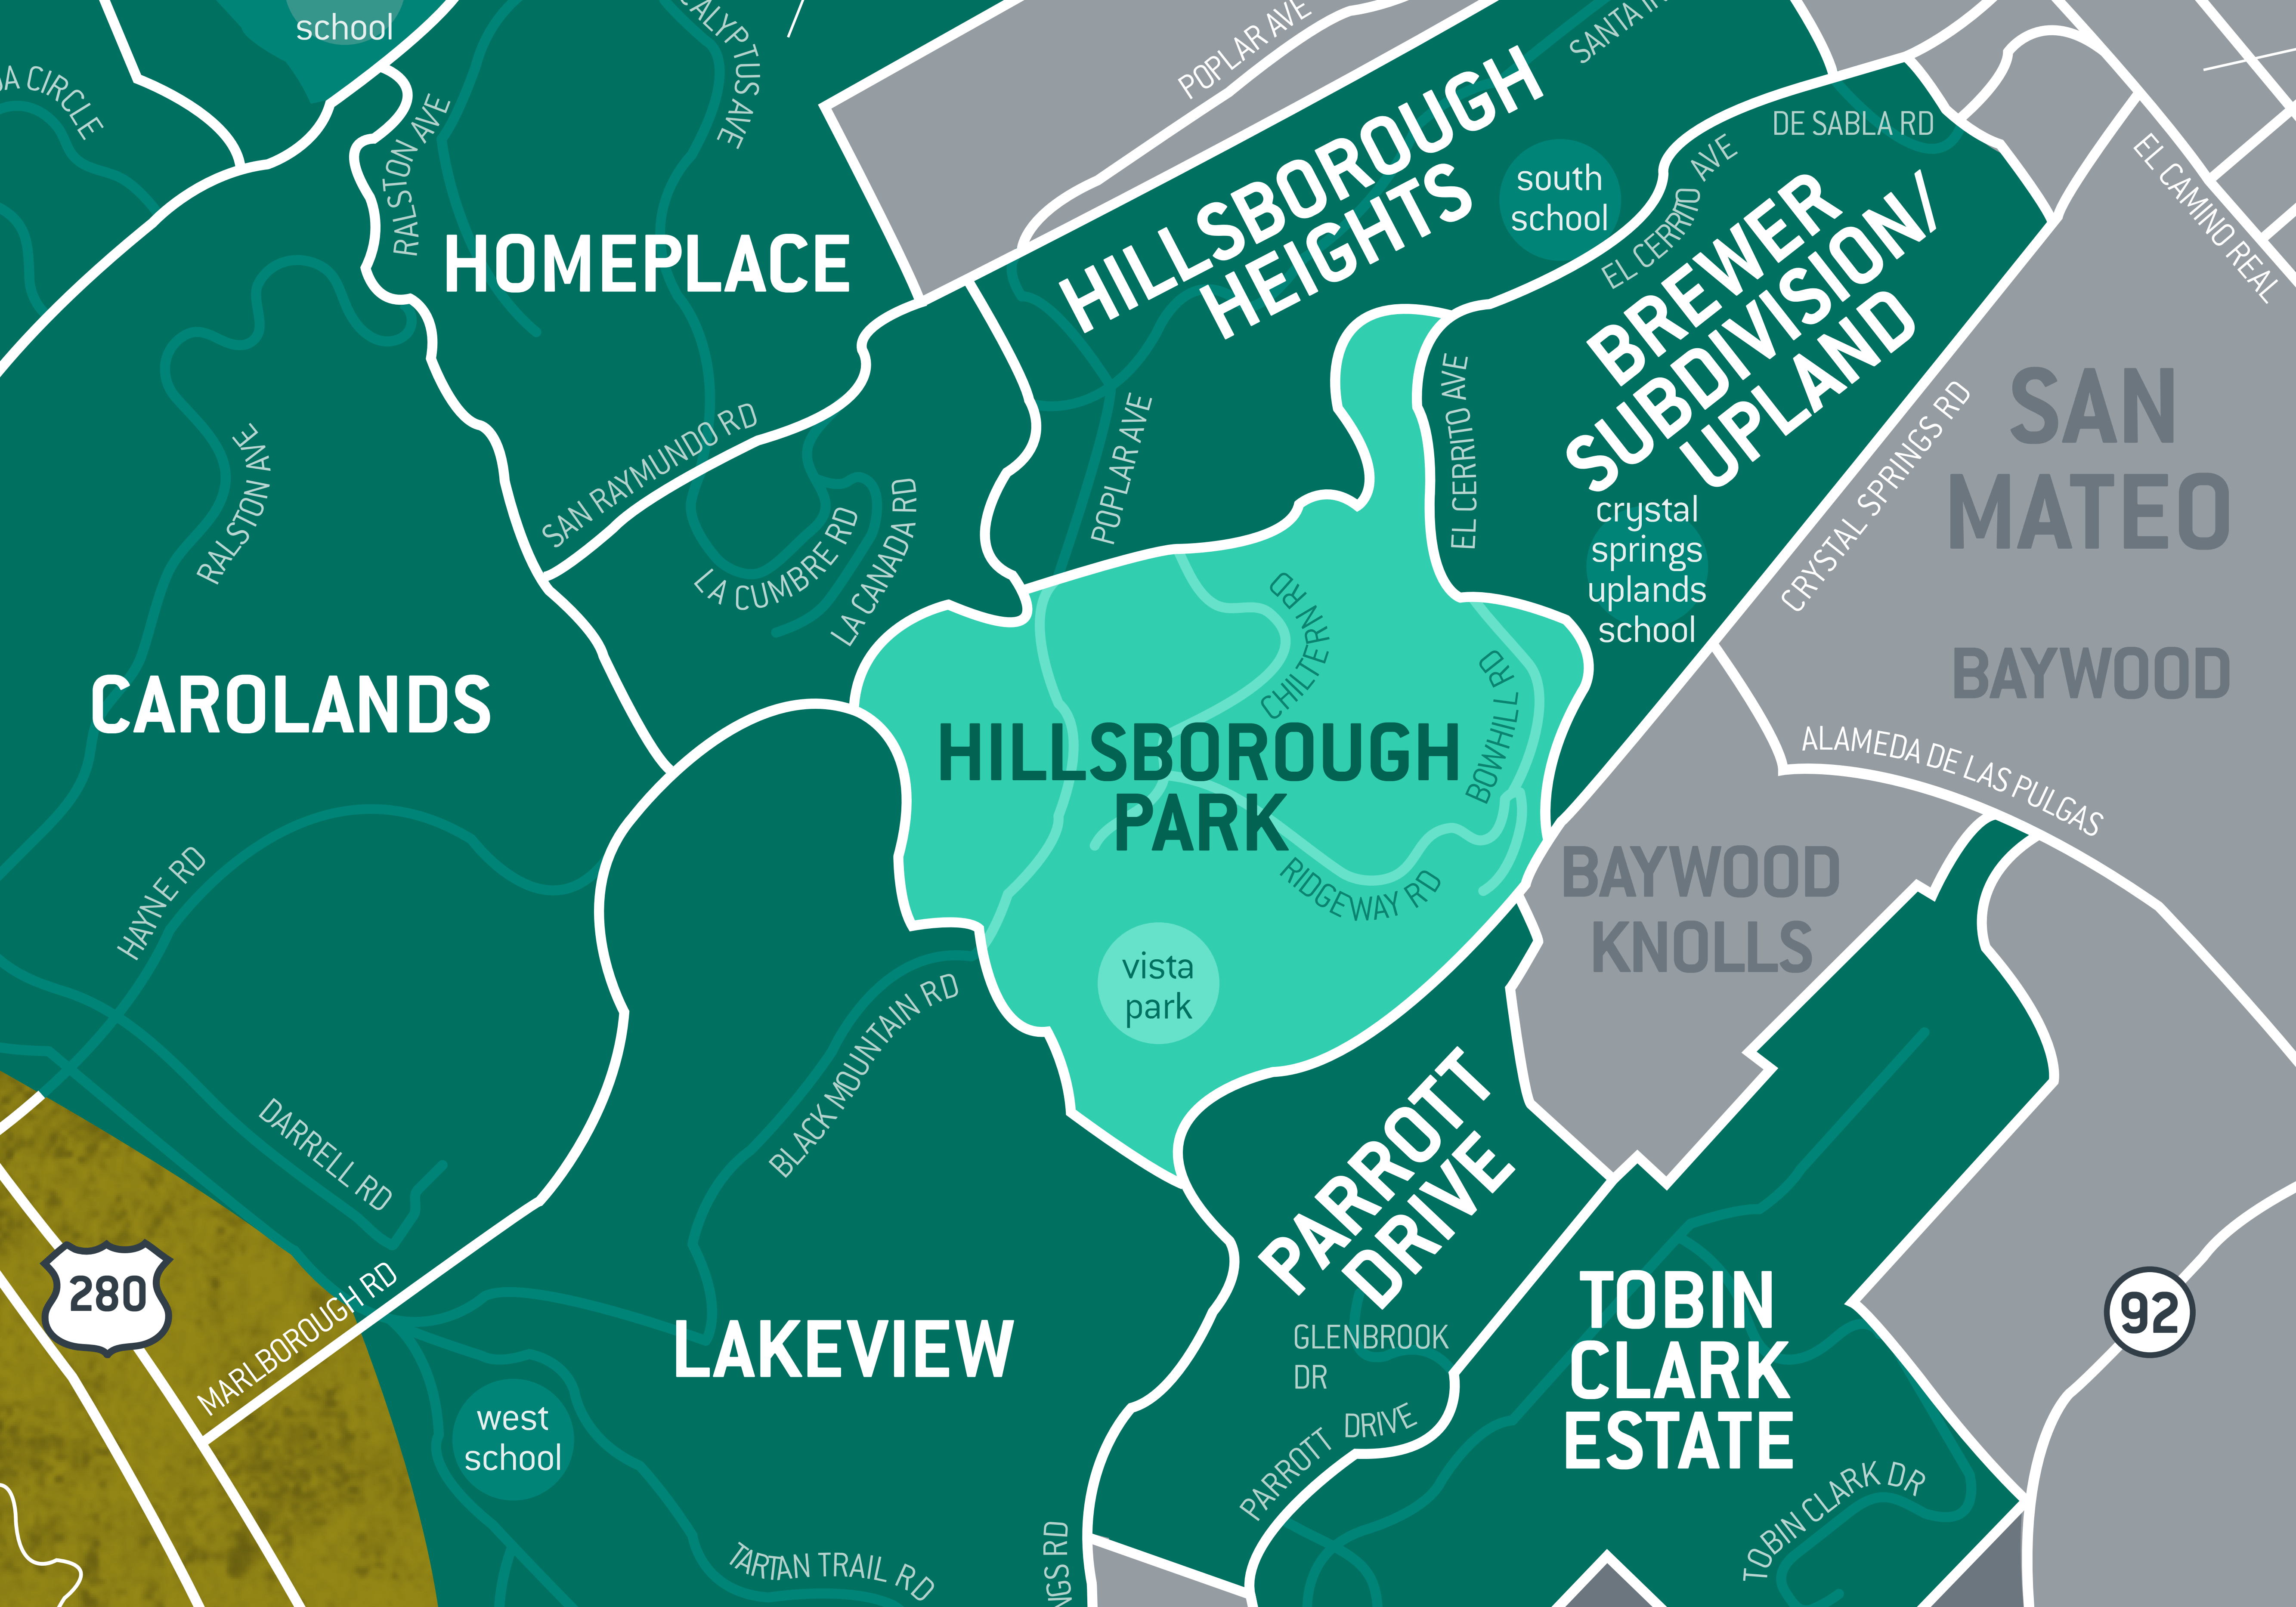 school
CIRCLE
RALSTON AVE
POPLAR AVE
HILLSBOROUGH
HEIGHTS
south
school
DE SABLA RD
EL CERRITO AVE
BREWER
SUBDIVISION/
UPLAND
EL CAMINO REAL
HOMEPLACE
SAN RAYMUNDO RD
RALSTON AVE
LA CUMBRE RD
LA CANADA RD
POPLAR AVE
EL CERRITO AVE
crystal
springs
uplands
school
CRYSTAL SPRINGS RD
SAN
MATEO
BAYWOOD
ALAMEDA DE LAS PULGAS
CAROLANDS
CHILTERN RD
BOWHILL RD
HILLSBOROUGH
PARK
RIDGEWAY RD
vista
park
BAYWOOD
KNOLLS
HAYNE RD
DARRELL RD
BLACK MOUNTAIN RD
PARROTT
DRIVE
280
MARLBOROUGH RD
LAKEVIEW
GLENBROOK
DR
PARROTT DRIVE
TOBIN
CLARK
ESTATE
92
west
school
TARTAN TRAIL RD
TOBIN CLARK DR